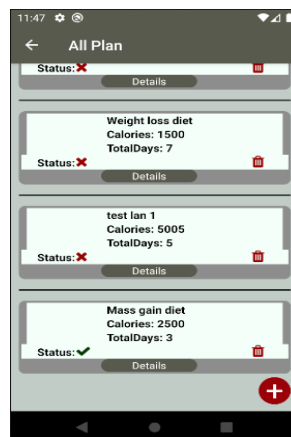 11:47
All Plan
Status:
Details
Weight loss diet
Calories: 1500
TotalDays: 7
Status:
Details
test lan 1
Calories: 5005
TotalDays: 5
Status:
Details
Mass gain diet
Calories: 2500
TotalDays: 3
Status:
Details